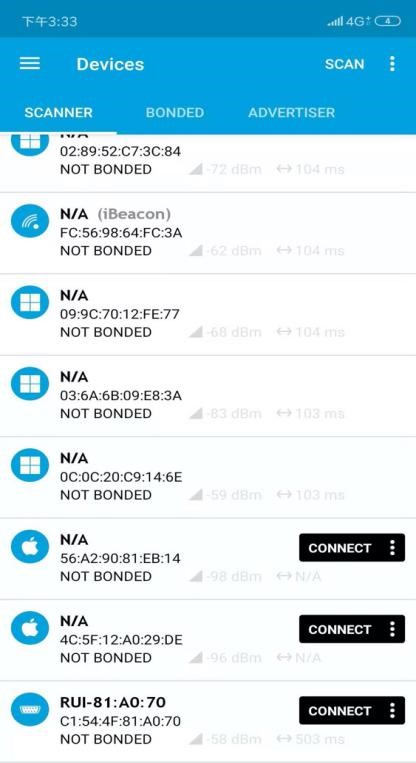 下午3:33
4G 4
Devices
SCAN
SCANNER BONDED ADVERTISER
N/A
02:89:52:C7:3C:84
NOT BONDED -72 dBm 104 ms
N/A (iBeacon)
FC:56:98:64:FC:3A
NOT BONDED -62 dBm 104 ms
N/A
09:9C:70:12:FE:77
NOT BONDED -68 dBm 104 ms
N/A
03:6A:6B:09:E8:3A
NOT BONDED -83 dBm 103 ms
N/A
0C:0C:20:C9:14:6E
NOT BONDED -59 dBm 103 ms
N/A
56:A2:90:81:EB:14
CONNECT
NOT BONDED -98 dBm N/A
N/A
4C:5F:12:A0:29:DE
CONNECT
NOT BONDED -96 dBm N/A
RUI-81:A0:70
C1:54:4F:81:A0:70
CONNECT
NOT BONDED -58 dBm 503 ms